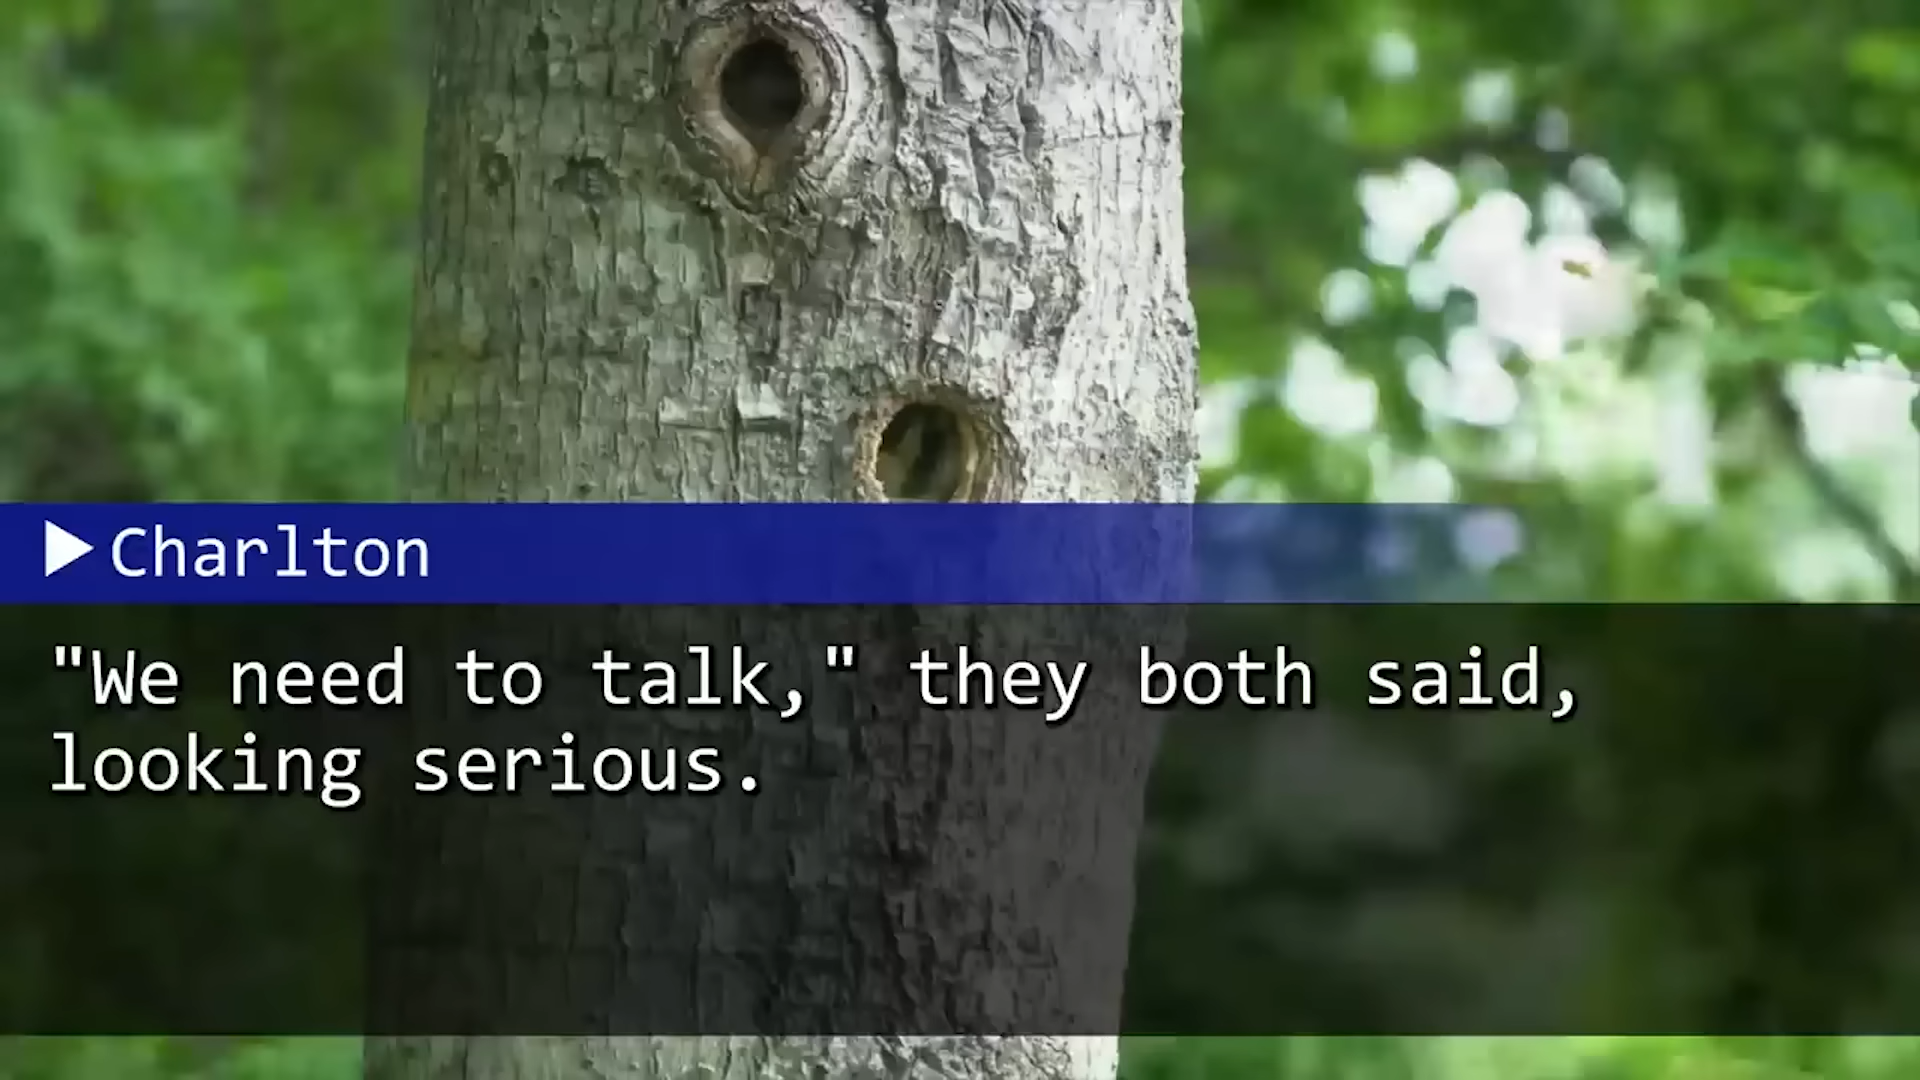 Charlton
"We need to talk," they both said,
looking serious.